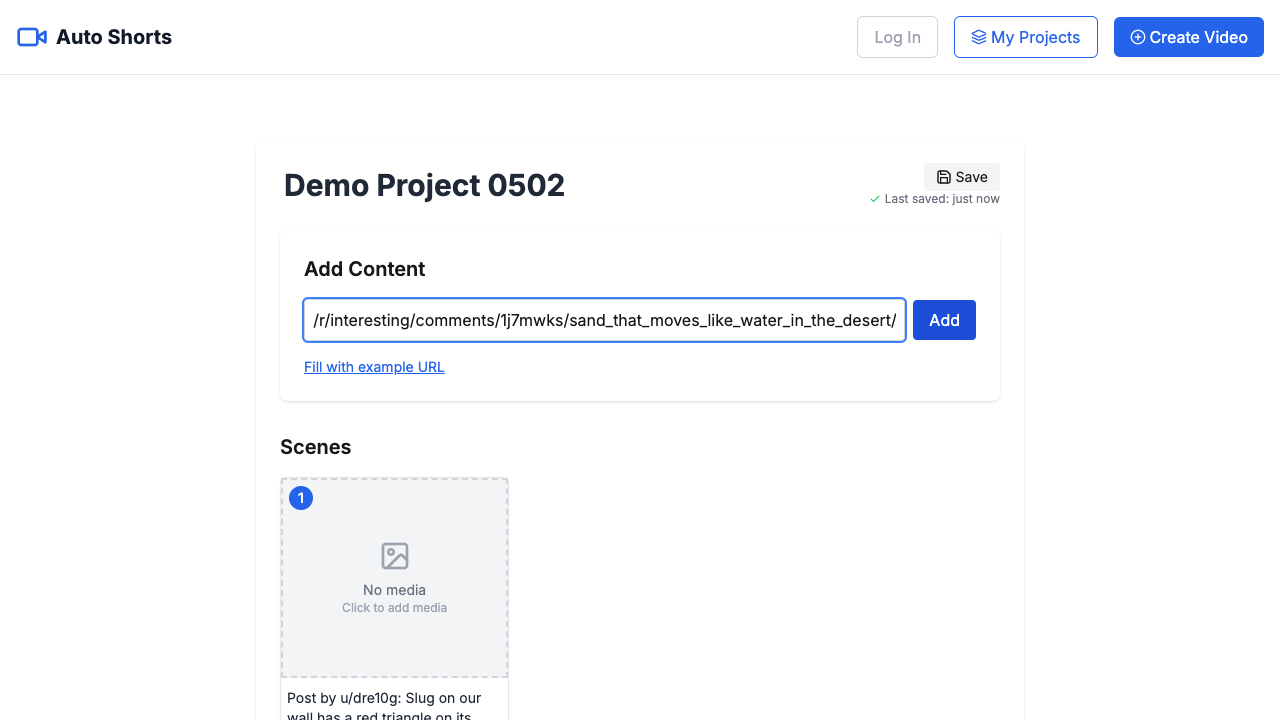 Auto Shorts
Log In
My Projects
Create Video
Demo Project 0502
Save
Last saved: just now
Add Content
/r/interesting/comments/1j7mwks/sand_that_moves_like_water_in_the_desert/
Add
Fill with example URL
Scenes
1
No media
Click to add media
Post by u/dre10g: Slug on our
wall has a red triangle on its